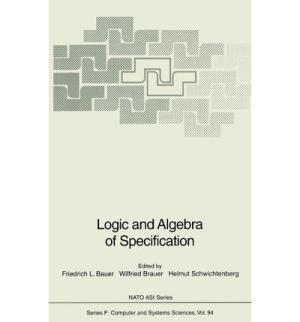 Logic and Algebra
of Specification
Edited by
Friedrich L. Bauer Wilfried Brauer Helmut Schwichtenberg
NATO ASI Series
Series F: Computer and Systems Sciences, Vol. 94